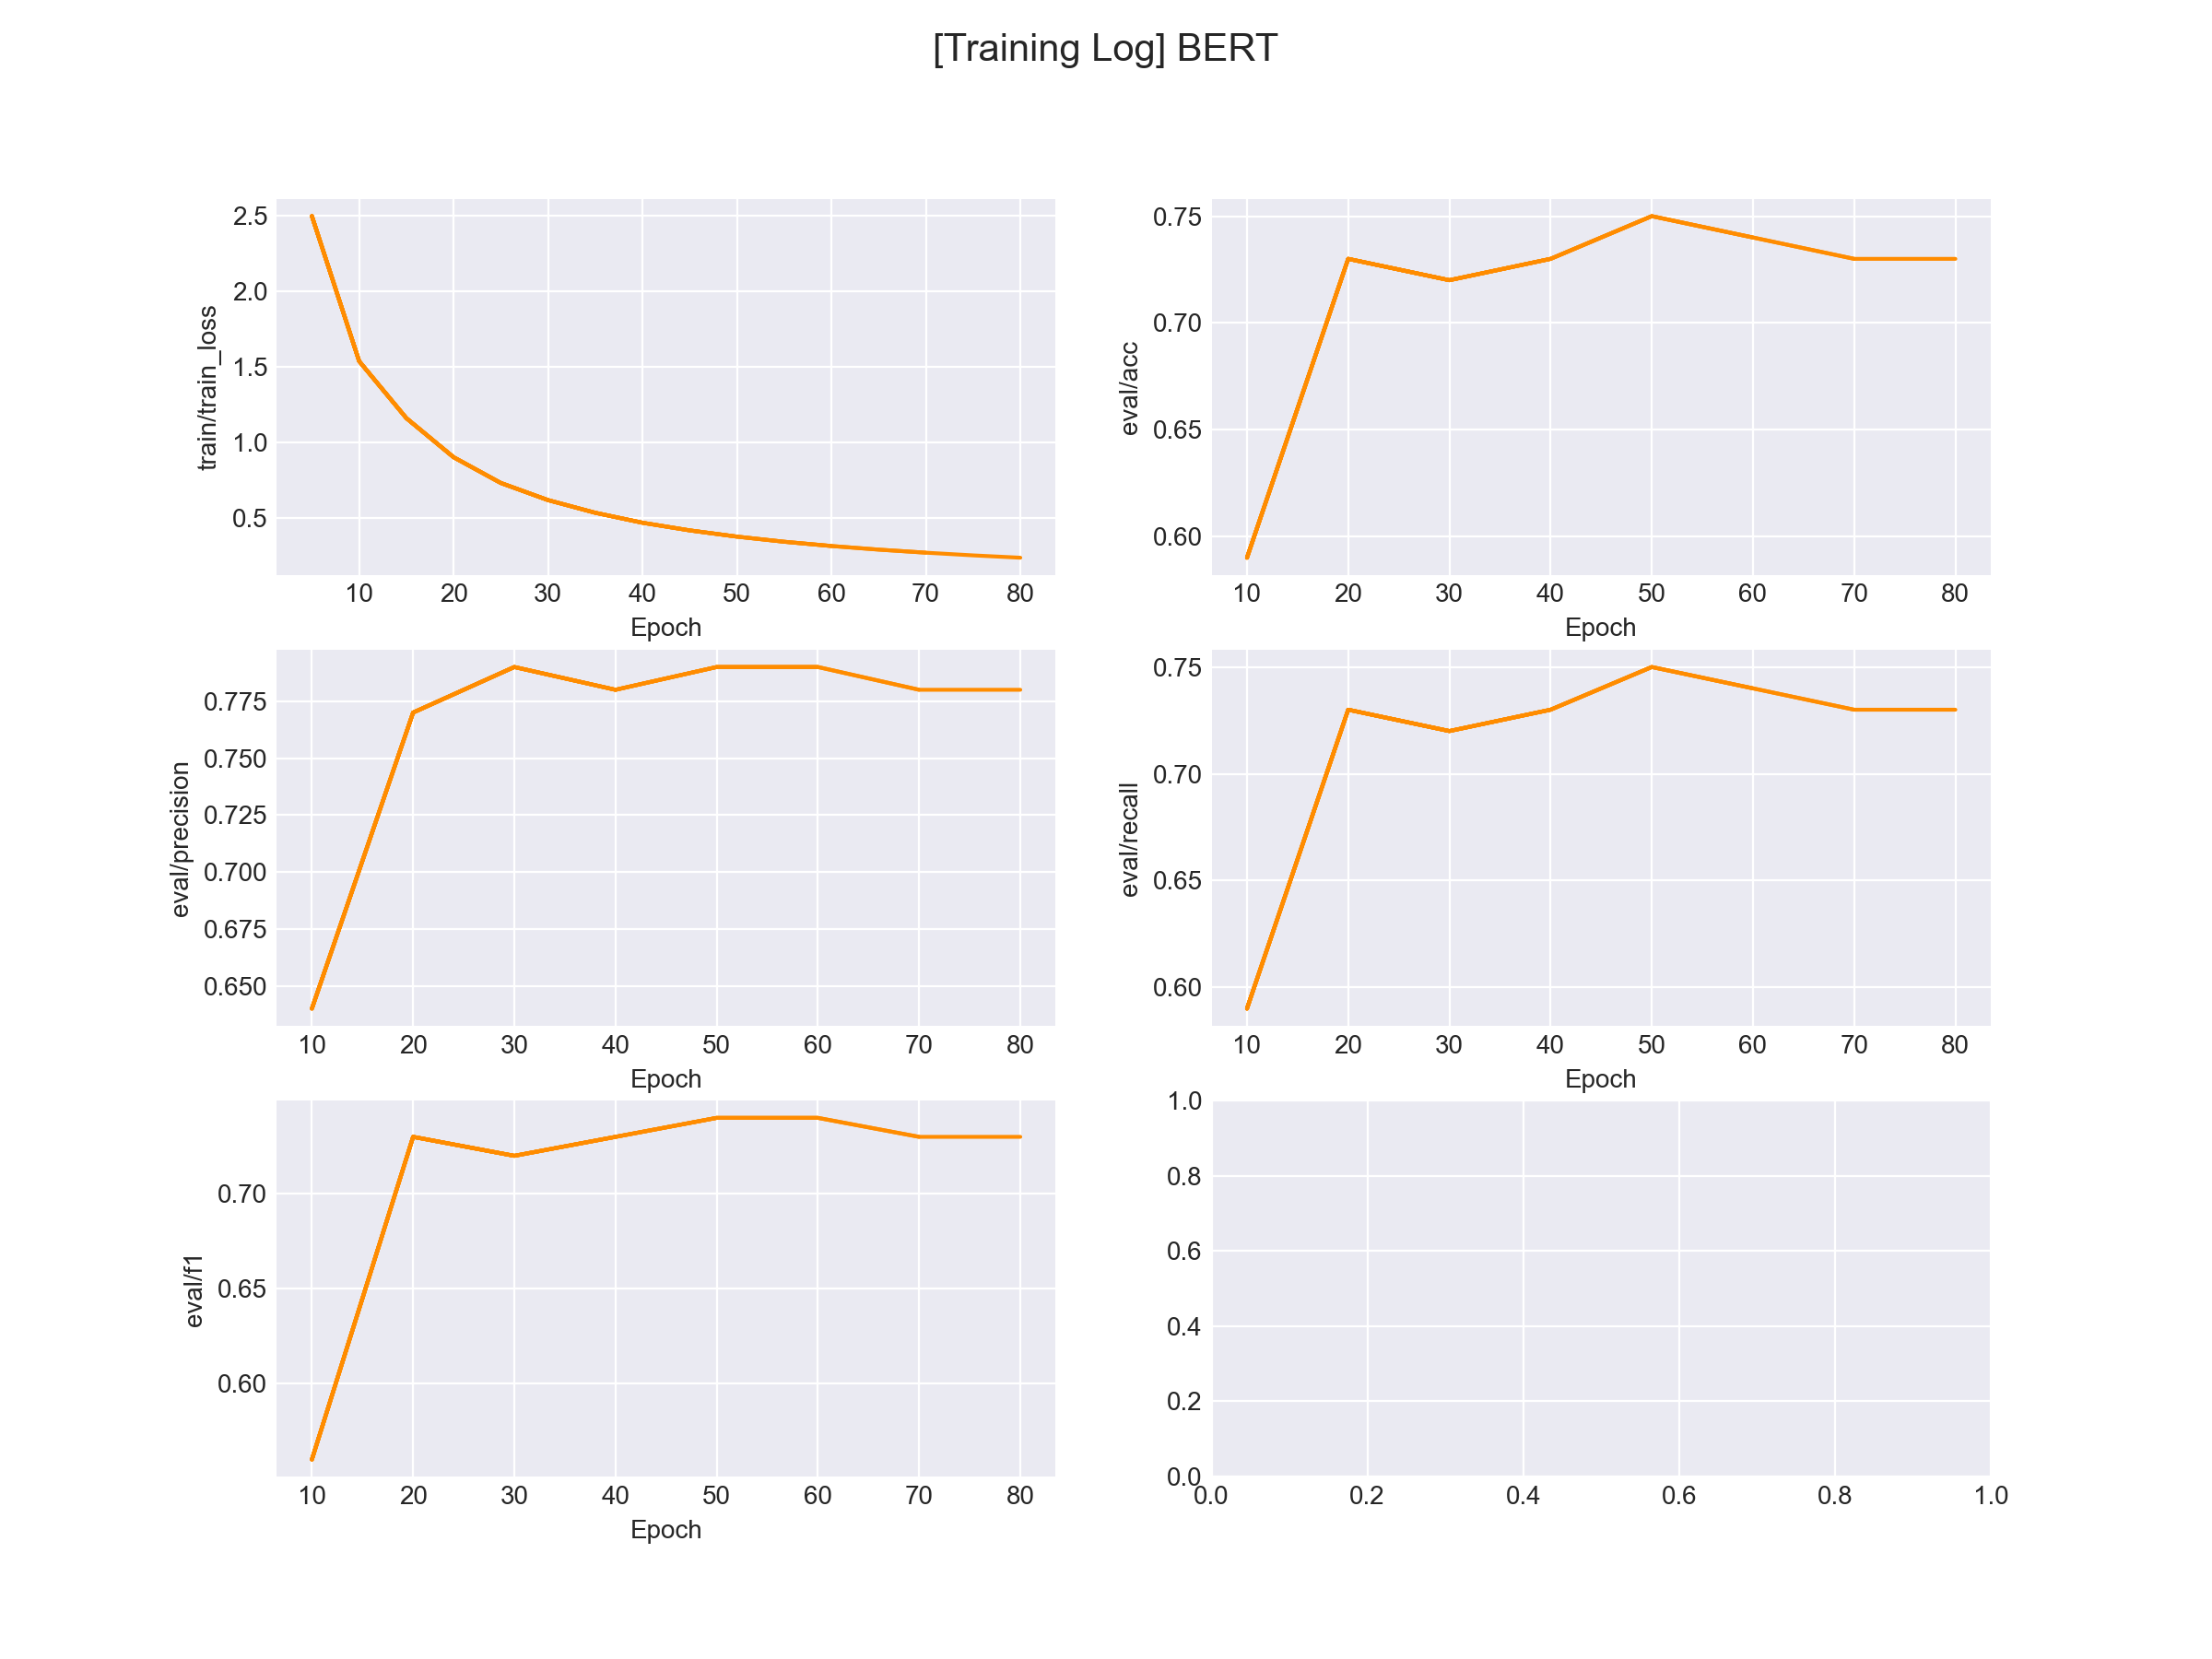 [Training Log] BERT
train/train_loss
2.5
2.0
1.5
1.0
0.5
10 20 30 40 50 60 70 80
Epoch
eval/acc
0.75
0.70
0.65
0.60
10 20 30 40 50 60 70 80
Epoch
eval/precision
0.775
0.750
0.725
0.700
0.675
0.650
10 20 30 40 50 60 70 80
Epoch
eval/recall
0.75
0.70
0.65
0.60
10 20 30 40 50 60 70 80
Epoch
eval/f1
0.70
0.65
0.60
10 20 30 40 50 60 70 80
Epoch
1.0
0.8
0.6
0.4
0.2
0.0
0.0 0.2 0.4 0.6 0.8 1.0